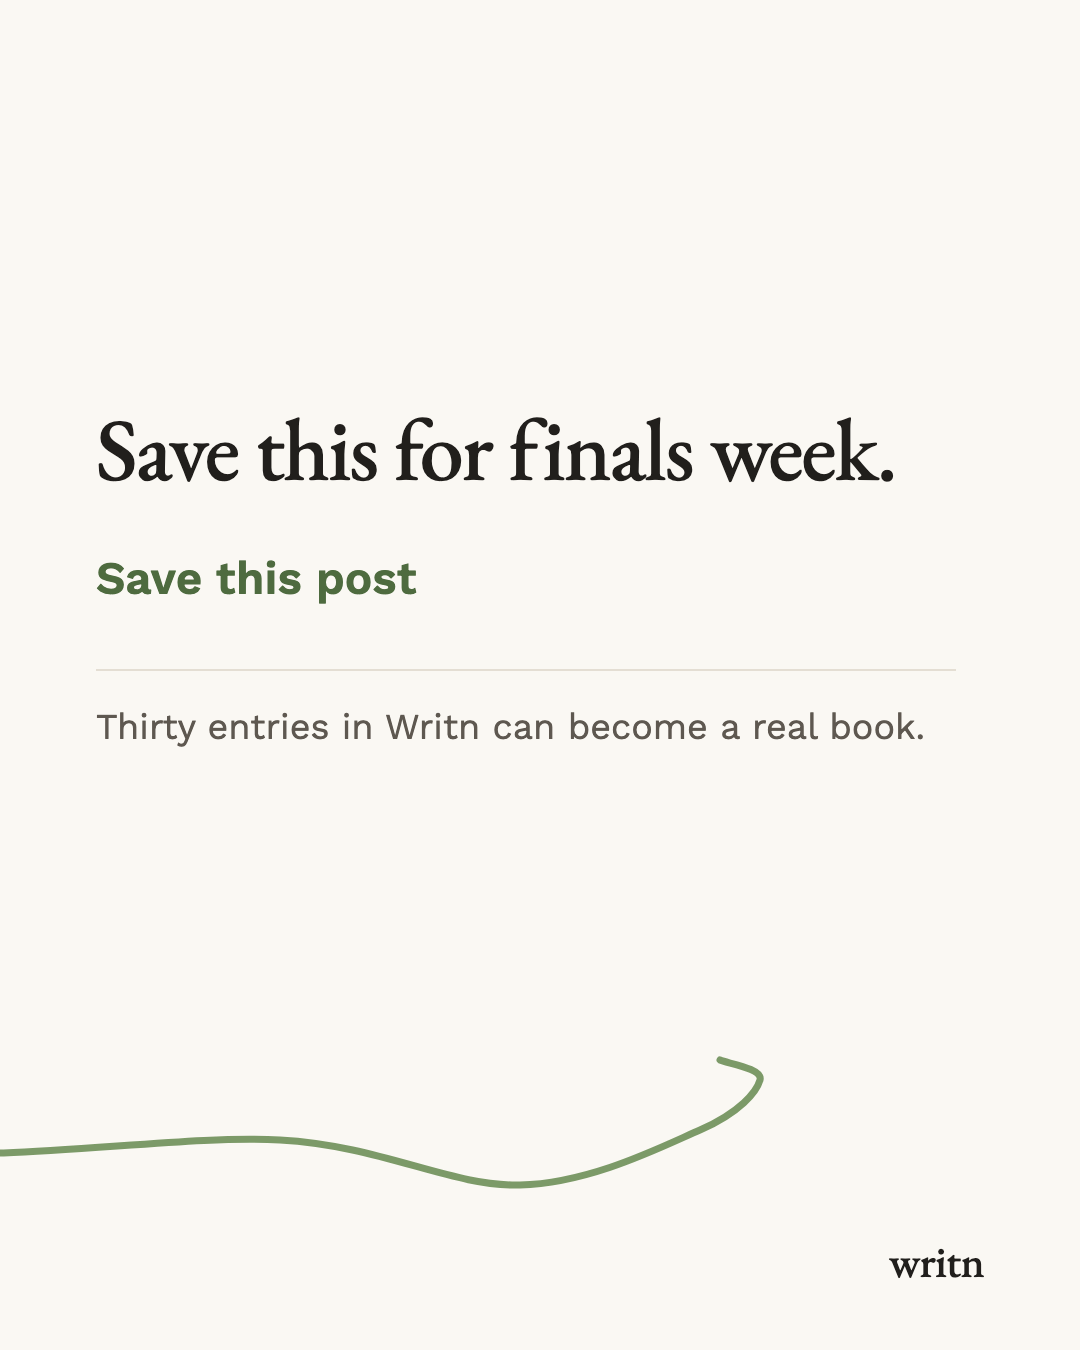 Save this for finals week.
Save this post
Thirty entries in Writn can become a real book.
writn